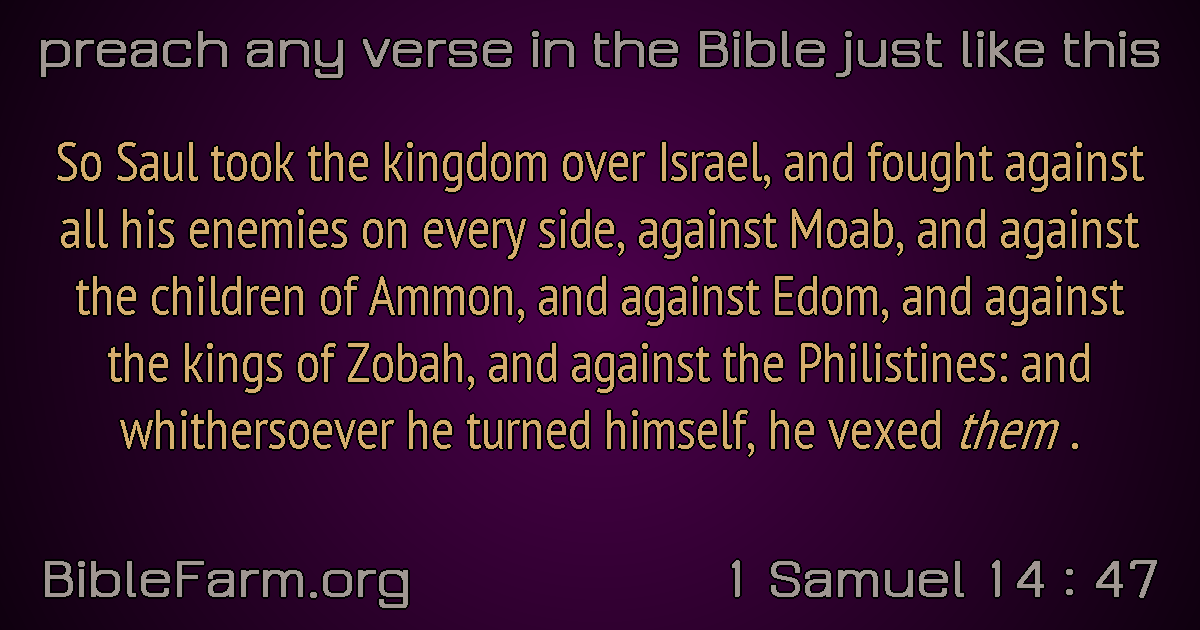 preach any verse in the Bible just like this
So Saul took the kingdom over Israel, and fought against
all his enemies on every side, against Moab, and against
the children of Ammon, and against Edom, and against
the kings of Zobah, and against the Philistines: and
whithersoever he turned himself, he vexed them .
BibleFarm.org
1 Samuel 14 : 47